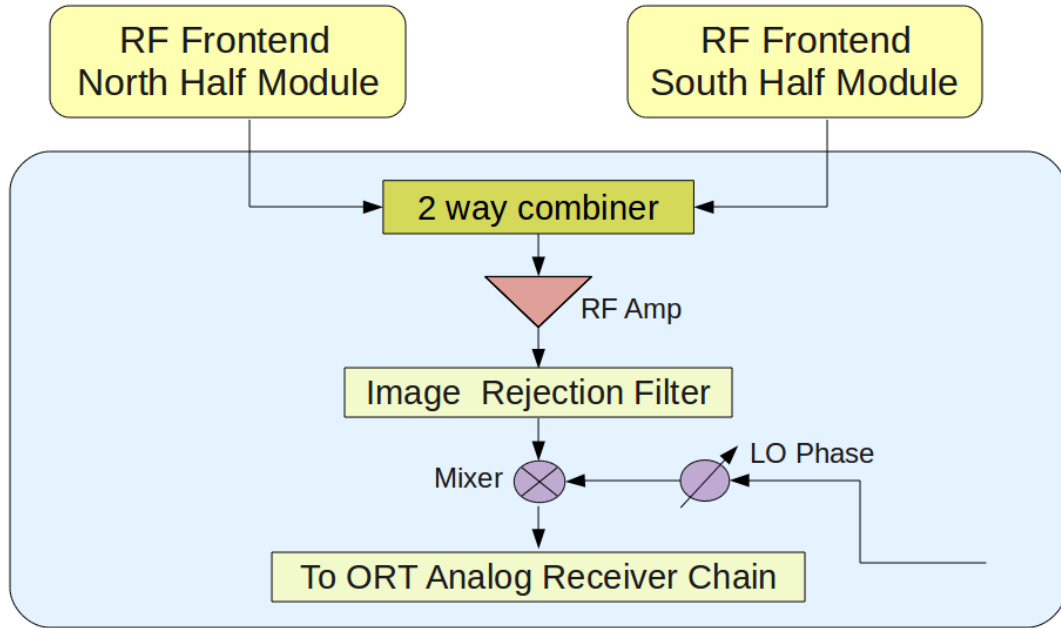 RF Frontend
North Half Module
RF Frontend
South Half Module
2 way combiner
RF Amp
Image Rejection Filter
LO Phase
Mixer
To ORT Analog Receiver Chain